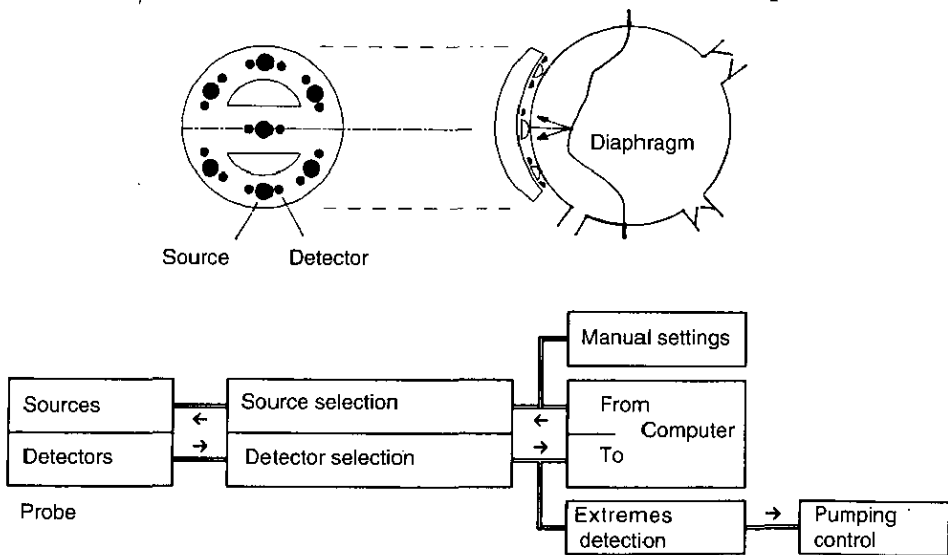 Diaphragm
Source
Detector
Manual settings
Sources
Source selection
From
Computer
Detectors
Detector selection
To
Probe
Extremes
detection
Pumping
control